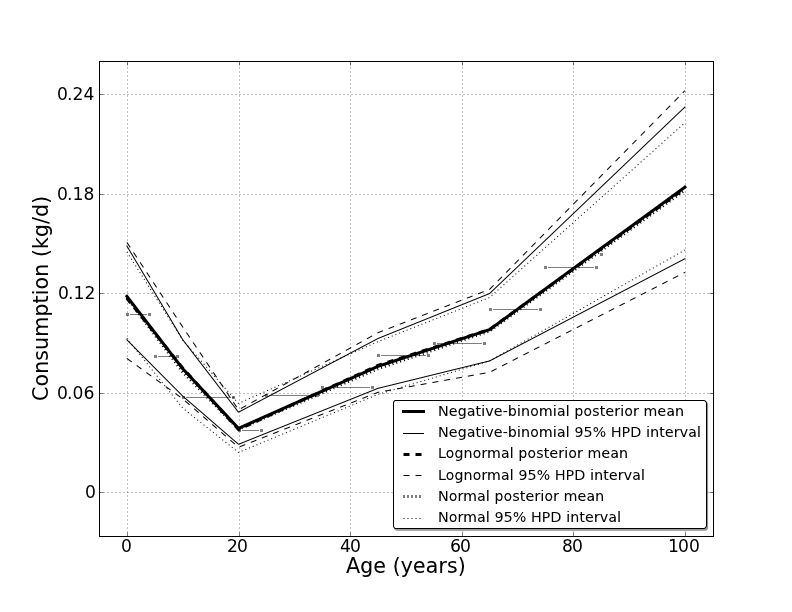 0.24
0.18
0.12
0.06
0
Consumption (kg/d)
Negative-binomial posterior mean
Negative-binomial 95% HPD interval
Lognormal posterior mean
Lognormal 95% HPD interval
Normal posterior mean
Normal 95% HPD interval
0 20 40 60 80 100
Age (years)